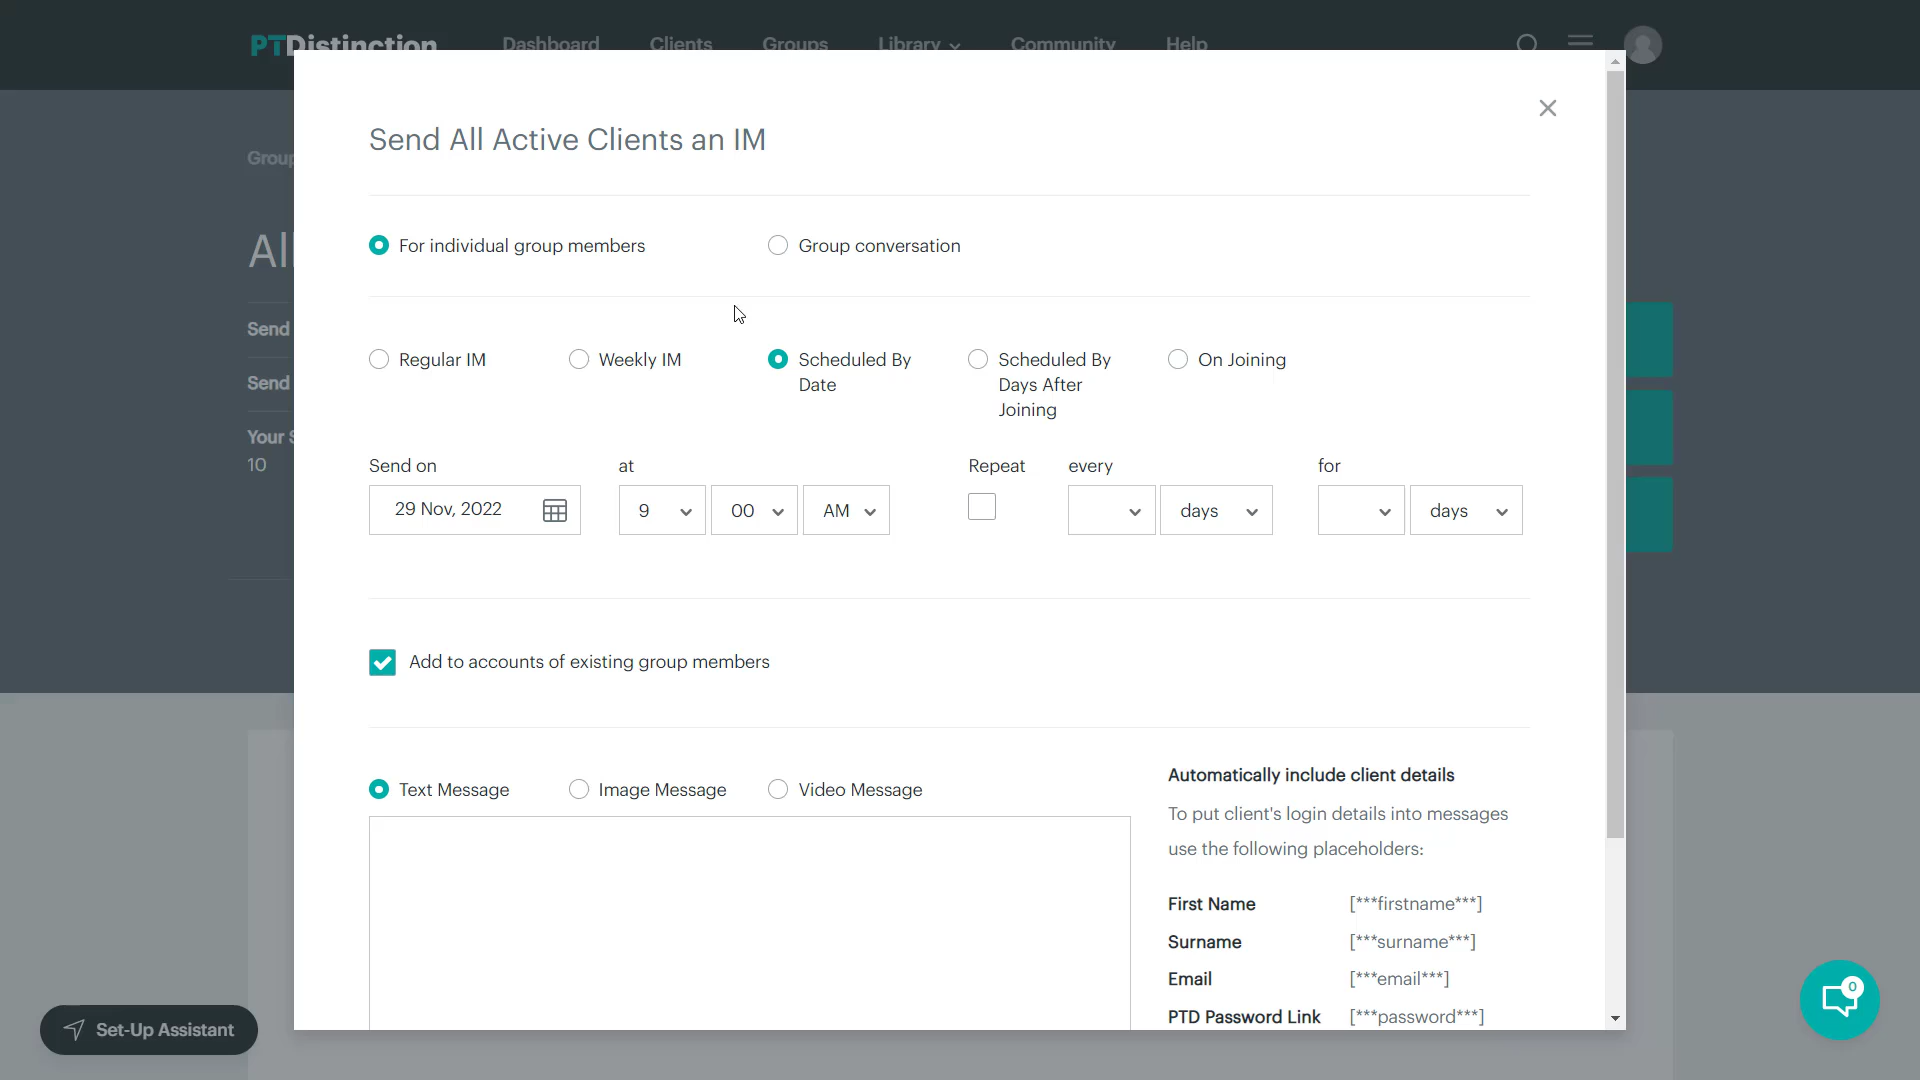 PTDistinction Dashboard Clients Groups Library Community Help
Send All Active Clients an IM
Group
All
For individual group members Group conversation
Send
Regular IM Weekly IM Scheduled By Date Scheduled By Days After Joining On Joining
Send
Your S
10
Send on at Repeat every for
29 Nov, 2022 9 00 AM days days
Add to accounts of existing group members
Text Message Image Message Video Message
Automatically include client details
To put client's login details into messages
use the following placeholders:
First Name [***firstname***]
Surname [***surname***]
Email [***email***]
PTD Password Link [***password***]
Set-Up Assistant
0